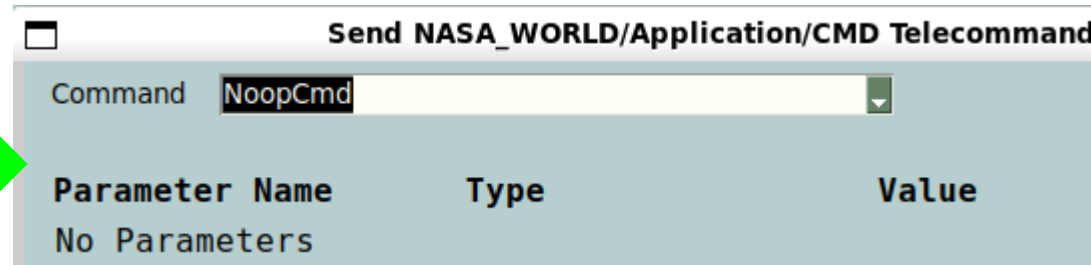 Send NASA_WORLD/Application/CMD Telecommand
Command NoopCmd
Parameter Name Type Value
No Parameters